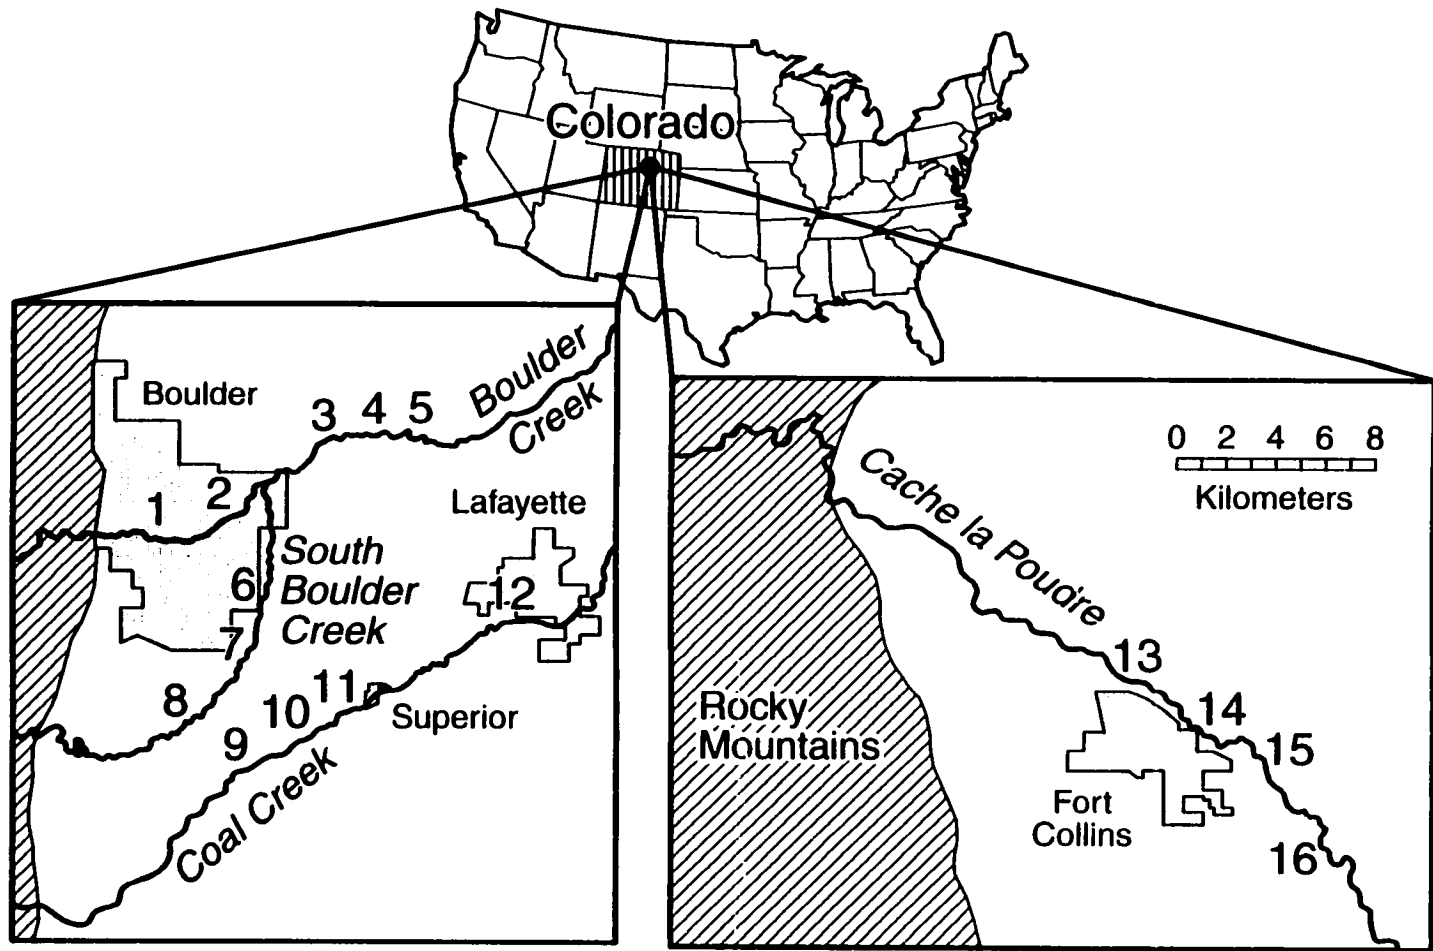 Colorado
Boulder
3 4 5
Boulder
Creek
1
2
Lafayette
South
Boulder
Creek
6
7
8
12
11
10
9
Superior
Coal Creek
0 2 4 6 8
Kilometers
Cache la Poudre
13
14
15
16
Rocky
Mountains
Fort
Collins